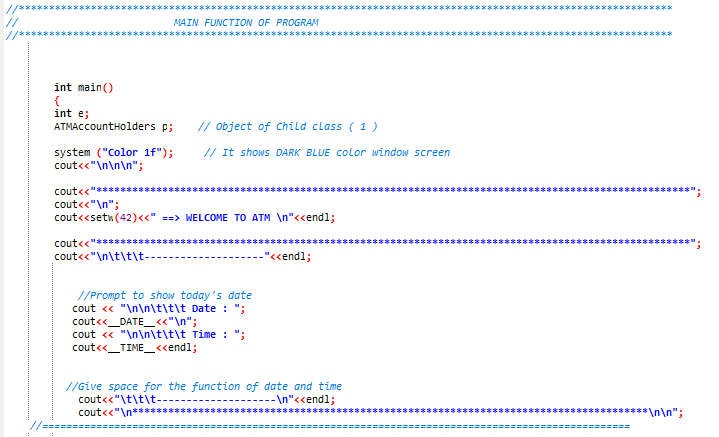 //*************************************************************************************************************
// MAIN FUNCTION OF PROGRAM
//*************************************************************************************************************
int main()
{
int e;
ATMAccountHolders p; // Object of Child class ( 1 )
system ("Color 1f"); // It shows DARK BLUE color window screen
cout<<"\n\n\n";
cout<<"***************************************************************************************************";
cout<<"\n";
cout<<setw(42)<<" ==> WELCOME TO ATM \n"<<endl;
cout<<"***************************************************************************************************";
cout<<"\n\t\t\t--------------------"<<endl;
//Prompt to show today's date
cout << "\n\n\t\t\t Date : ";
cout<<__DATE__<<"\n";
cout << "\n\n\t\t\t Time : ";
cout<<__TIME__<<endl;
//Give space for the function of date and time
cout<<"\t\t\t--------------------\n"<<endl;
cout<<"\n**************************************************************************************\n\n";
//==================================================================================================